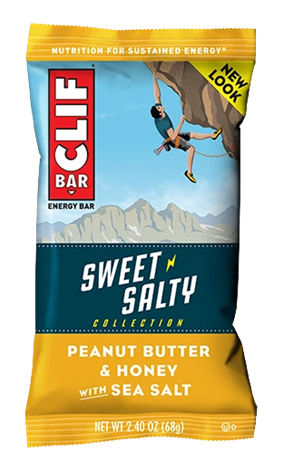 NUTRITION FOR SUSTAINED ENERGY®
NEW
LOOK
CLIF
BAR
ENERGY BAR
SWEET
SALTY
COLLECTION
PEANUT BUTTER
& HONEY
WITH SEA SALT
NET WT 2.40 OZ (68g)
U D